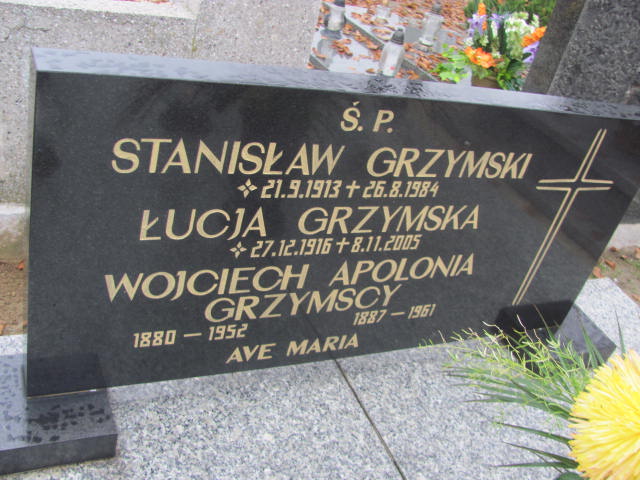 Ś. P.
STANISŁAW GRZYMSKI
21.9.1913 + 26.8.1984
ŁUCJA GRZYMSKA
27.12.1916 + 8.11.2005
WOJCIECH APOLONIA
GRZYMSCY
1880 — 1952 1887 — 1961
AVE MARIA